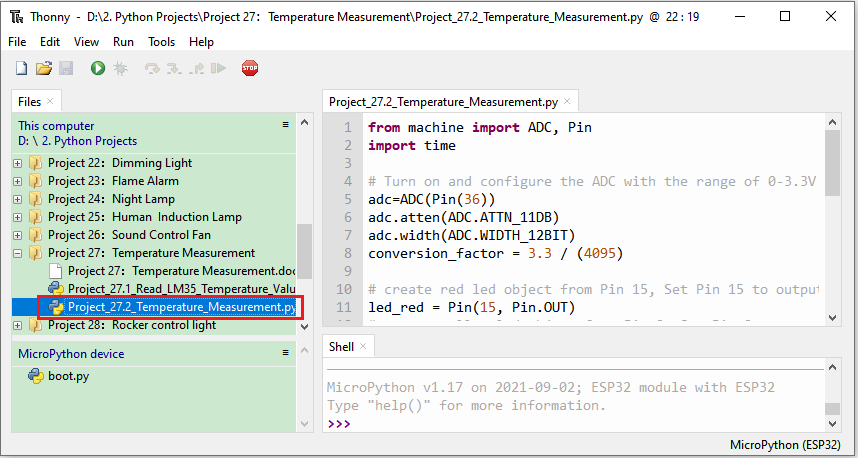 Thonny - D:\2. Python Projects\Project 27：Temperature Measurement\Project_27.2_Temperature_Measurement.py @ 22 : 19
File Edit View Run Tools Help
STOP
Files
This computer
D: \ 2. Python Projects
Project 22：Dimming Light
Project 23：Flame Alarm
Project 24：Night Lamp
Project 25：Human Induction Lamp
Project 26：Sound Control Fan
Project 27：Temperature Measurement
Project 27：Temperature Measurement.doc
Project_27.1_Read_LM35_Temperature_Valu
Project_27.2_Temperature_Measurement.py
Project 28：Rocker control light
MicroPython device
boot.py
Project_27.2_Temperature_Measurement.py
1 from machine import ADC, Pin
2 import time
3
4 # Turn on and configure the ADC with the range of 0-3.3V
5 adc=ADC(Pin(36))
6 adc.atten(ADC.ATTN_11DB)
7 adc.width(ADC.WIDTH_12BIT)
8 conversion_factor = 3.3 / (4095)
9
10 # create red led object from Pin 15, Set Pin 15 to output
11 led_red = Pin(15, Pin.OUT)
Shell
MicroPython v1.17 on 2021-09-02; ESP32 module with ESP32
Type "help()" for more information.
>>>
MicroPython (ESP32)